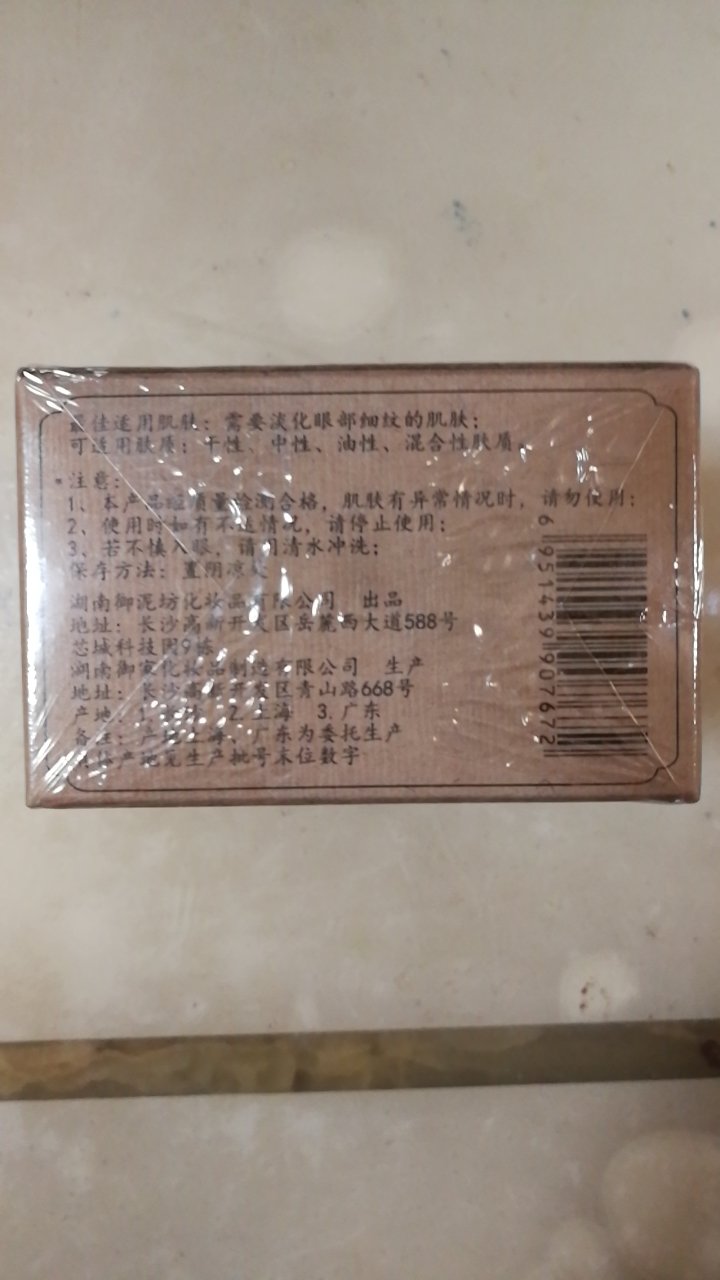 最佳适用肌肤：需要淡化眼部细纹的肌肤；
可适用肤质：干性、中性、油性、混合性肤质。
注意：
1、本产品经质量检测合格，肌肤有异常情况时，请勿使用；
2、使用时如有不适情况，请停止使用；
3、若不慎入眼，请用清水冲洗；
保存方法：置阴凉处
湖南御泥坊化妆品有限公司 出品
地址：长沙高新开发区岳麓西大道588号
芯城科技园9栋
湖南御家化妆品制造有限公司 生产
地址：长沙高新开发区青山路668号
产地：1.长沙 2.上海 3.广东
备注：产地上海、广东为委托生产
具体产地见生产批号末位数字
6951439907672